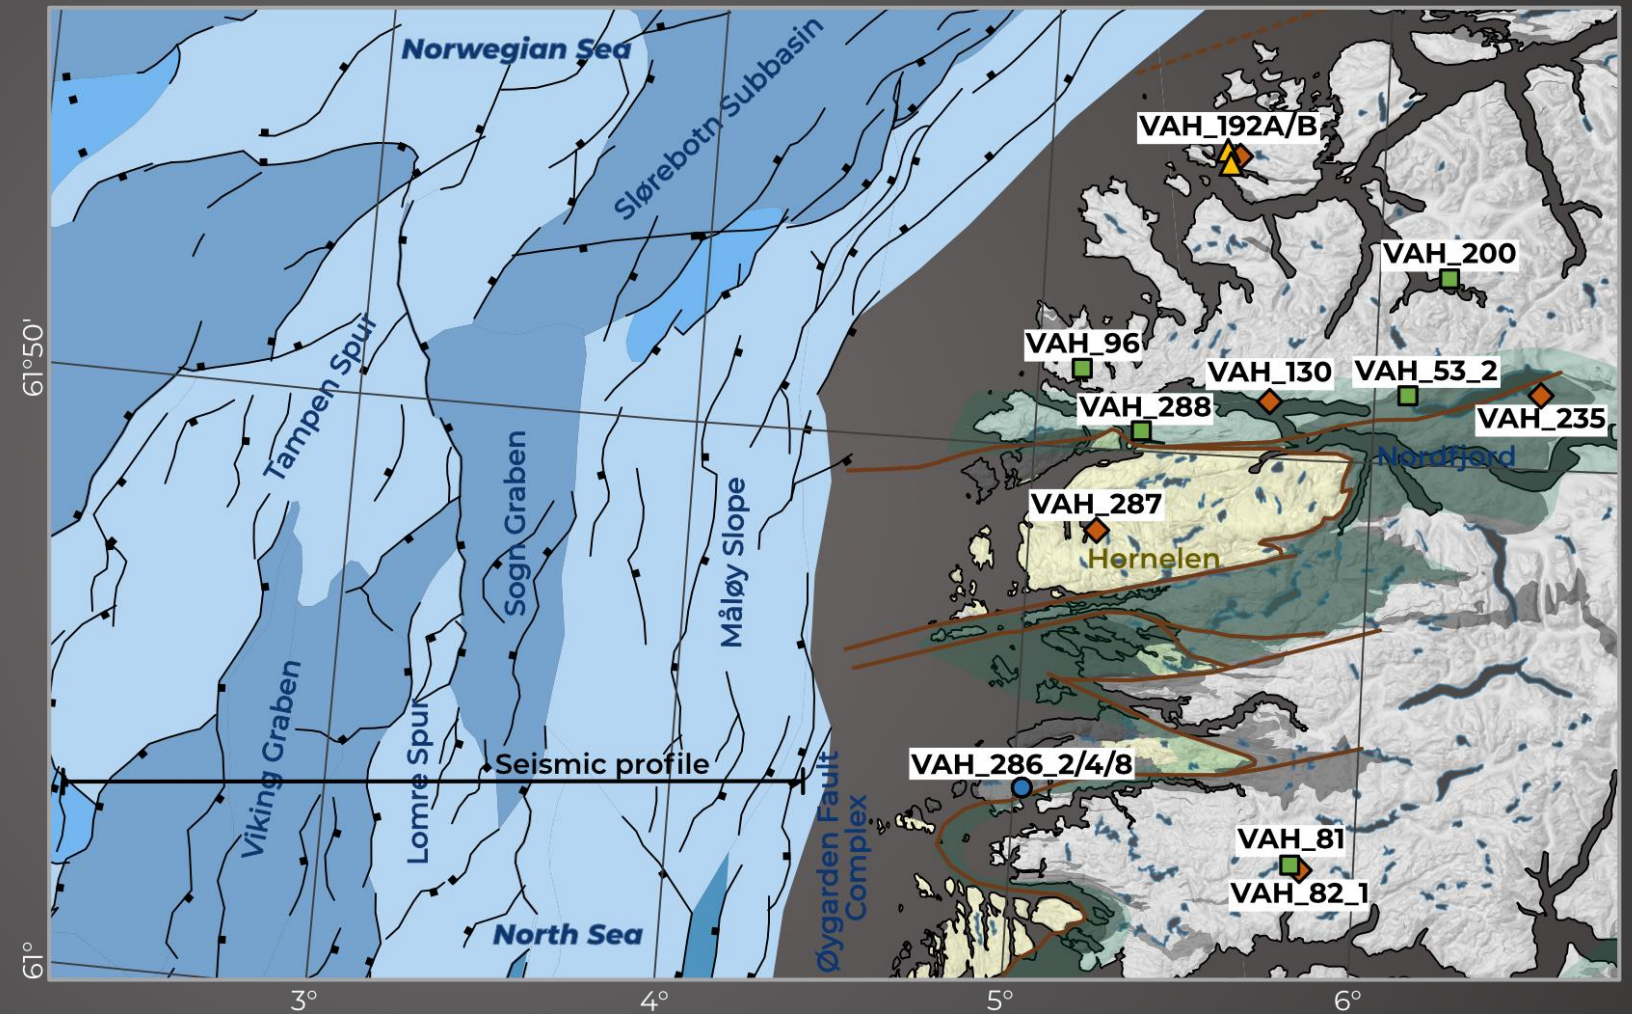 Norwegian Sea
Slørebotn Subbasin
VAH_192A/B
VAH_200
61°50'
Tampen Spur
VAH_96
VAH_130
VAH_53_2
VAH_288
VAH_235
Nordfjord
Sogn Graben
Måløy Slope
VAH_287
Hornelen
Viking Graben
Lomre Spur
Seismic profile
VAH_286_2/4/8
Øygarden Fault
Complex
VAH_81
VAH_82_1
North Sea
61°
3°
4°
5°
6°